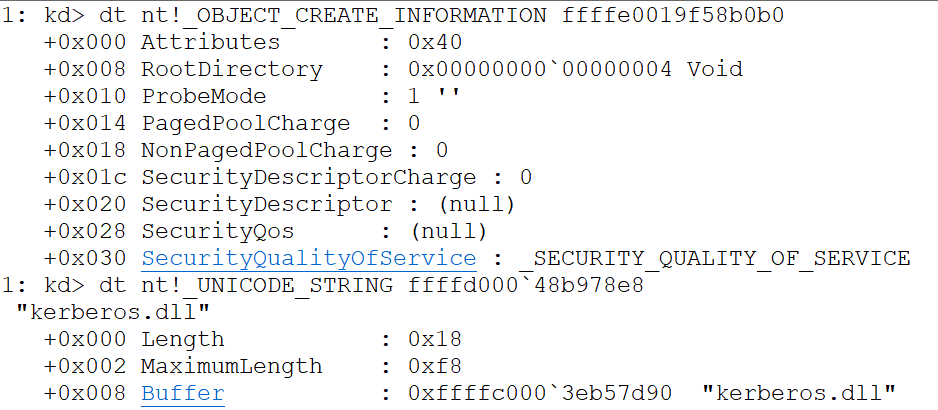 1: kd> dt nt!_OBJECT_CREATE_INFORMATION ffffe0019f58b0b0
   +0x000 Attributes       : 0x40
   +0x008 RootDirectory    : 0x00000000`00000004 Void
   +0x010 ProbeMode        : 1 ''
   +0x014 PagedPoolCharge  : 0
   +0x018 NonPagedPoolCharge : 0
   +0x01c SecurityDescriptorCharge : 0
   +0x020 SecurityDescriptor : (null)
   +0x028 SecurityQos      : (null)
   +0x030 SecurityQualityOfService : _SECURITY_QUALITY_OF_SERVICE
1: kd> dt nt!_UNICODE_STRING ffffd000`48b978e8
 "kerberos.dll"
   +0x000 Length           : 0x18
   +0x002 MaximumLength    : 0xf8
   +0x008 Buffer           : 0xffffc000`3eb57d90  "kerberos.dll"